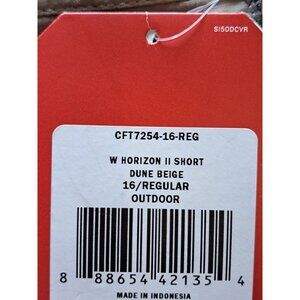 SI50DCVR
CFT7254-16-REG
W HORIZON II SHORT
DUNE BEIGE
16/REGULAR
OUTDOOR
8 88654 42135 4
MADE IN INDONESIA